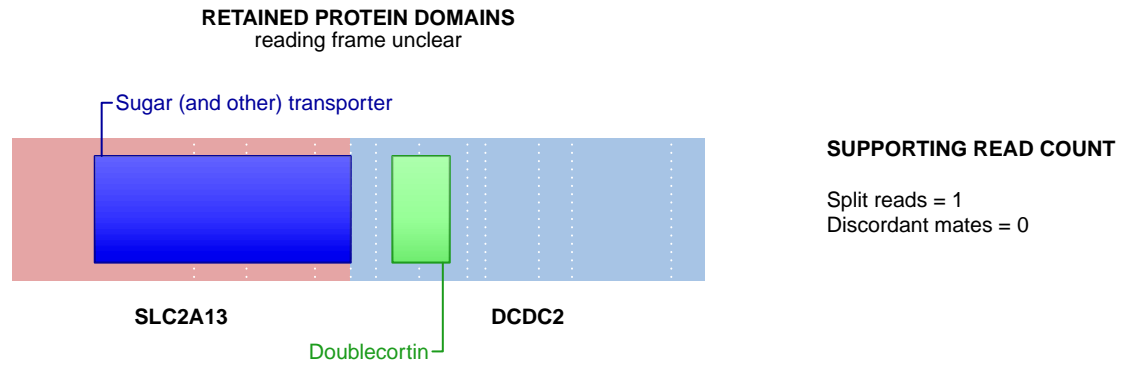 RETAINED PROTEIN DOMAINS
reading frame unclear
Sugar (and other) transporter
SUPPORTING READ COUNT
Split reads = 1
Discordant mates = 0
SLC2A13
DCDC2
Doublecortin